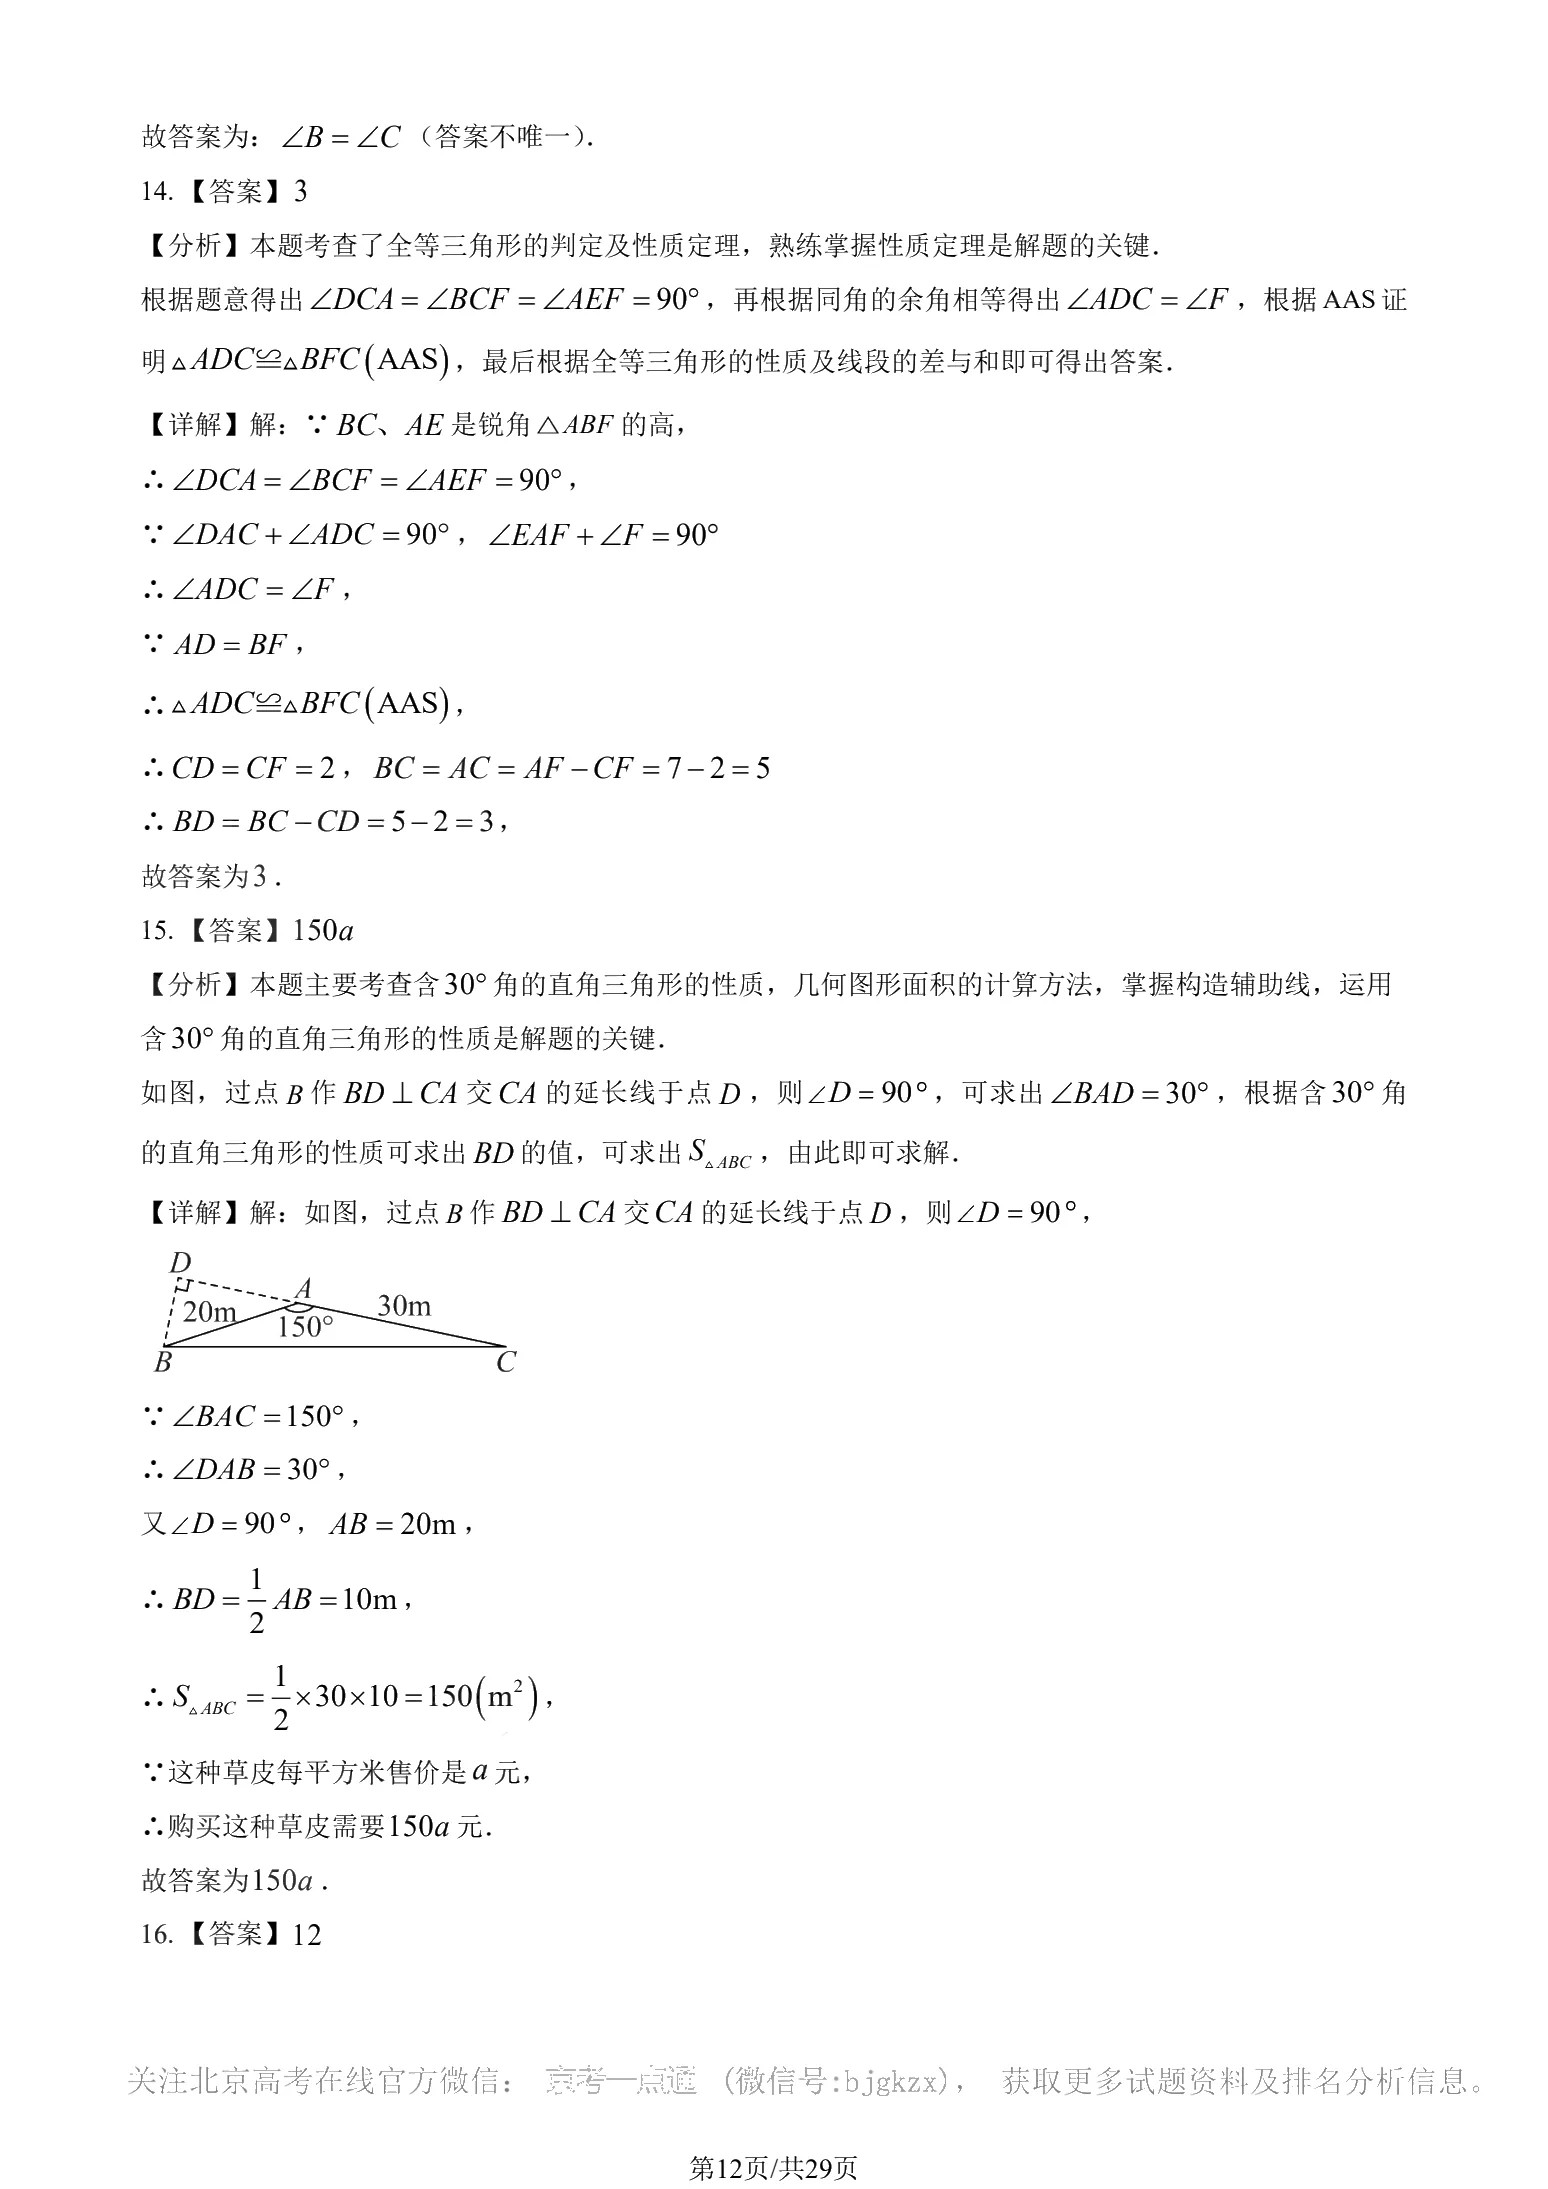 故答案为：∠B = ∠C（答案不唯一）．
14. 【答案】3
【分析】本题考查了全等三角形的判定及性质定理，熟练掌握性质定理是解题的关键．
根据题意得出∠DCA = ∠BCF = ∠AEF = 90°，再根据同角的余角相等得出∠ADC = ∠F，根据 AAS 证
明△ADC≌△BFC(AAS)，最后根据全等三角形的性质及线段的差与和即可得出答案．
【详解】解：∵ BC、AE 是锐角△ABF 的高，
∴∠DCA = ∠BCF = ∠AEF = 90°，
∵∠DAC + ∠ADC = 90°，∠EAF + ∠F = 90°
∴∠ADC = ∠F，
∵ AD = BF，
∴△ADC≌△BFC(AAS)，
∴CD = CF = 2，BC = AC = AF − CF = 7 − 2 = 5
∴BD = BC − CD = 5 − 2 = 3，
故答案为3．
15. 【答案】150a
【分析】本题主要考查含30°角的直角三角形的性质，几何图形面积的计算方法，掌握构造辅助线，运用
含30°角的直角三角形的性质是解题的关键．
如图，过点 B 作 BD ⊥ CA 交CA 的延长线于点 D，则∠D = 90°，可求出∠BAD = 30°，根据含30°角
的直角三角形的性质可求出BD的值，可求出S△ABC，由此即可求解．
【详解】解：如图，过点 B 作 BD ⊥ CA 交CA 的延长线于点 D，则∠D = 90°，
D
A
20m
30m
150°
B
C
∵∠BAC = 150°，
∴∠DAB = 30°，
又∠D = 90°，AB = 20m，
∴BD = 1/2 AB = 10m，
∴S△ABC = 1/2 × 30 × 10 = 150(m²)，
∵这种草皮每平方米售价是a 元，
∴购买这种草皮需要150a 元．
故答案为150a．
16. 【答案】12
关注北京高考在线官方微信： 京考一点通 (微信号:bjgkzx)， 获取更多试题资料及排名分析信息。
第12页/共29页